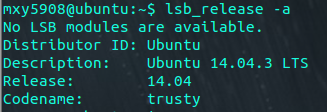 mxy5908@ubuntu:~$ lsb_release -a
No LSB modules are available.
Distributor ID: Ubuntu
Description: Ubuntu 14.04.3 LTS
Release: 14.04
Codename: trusty